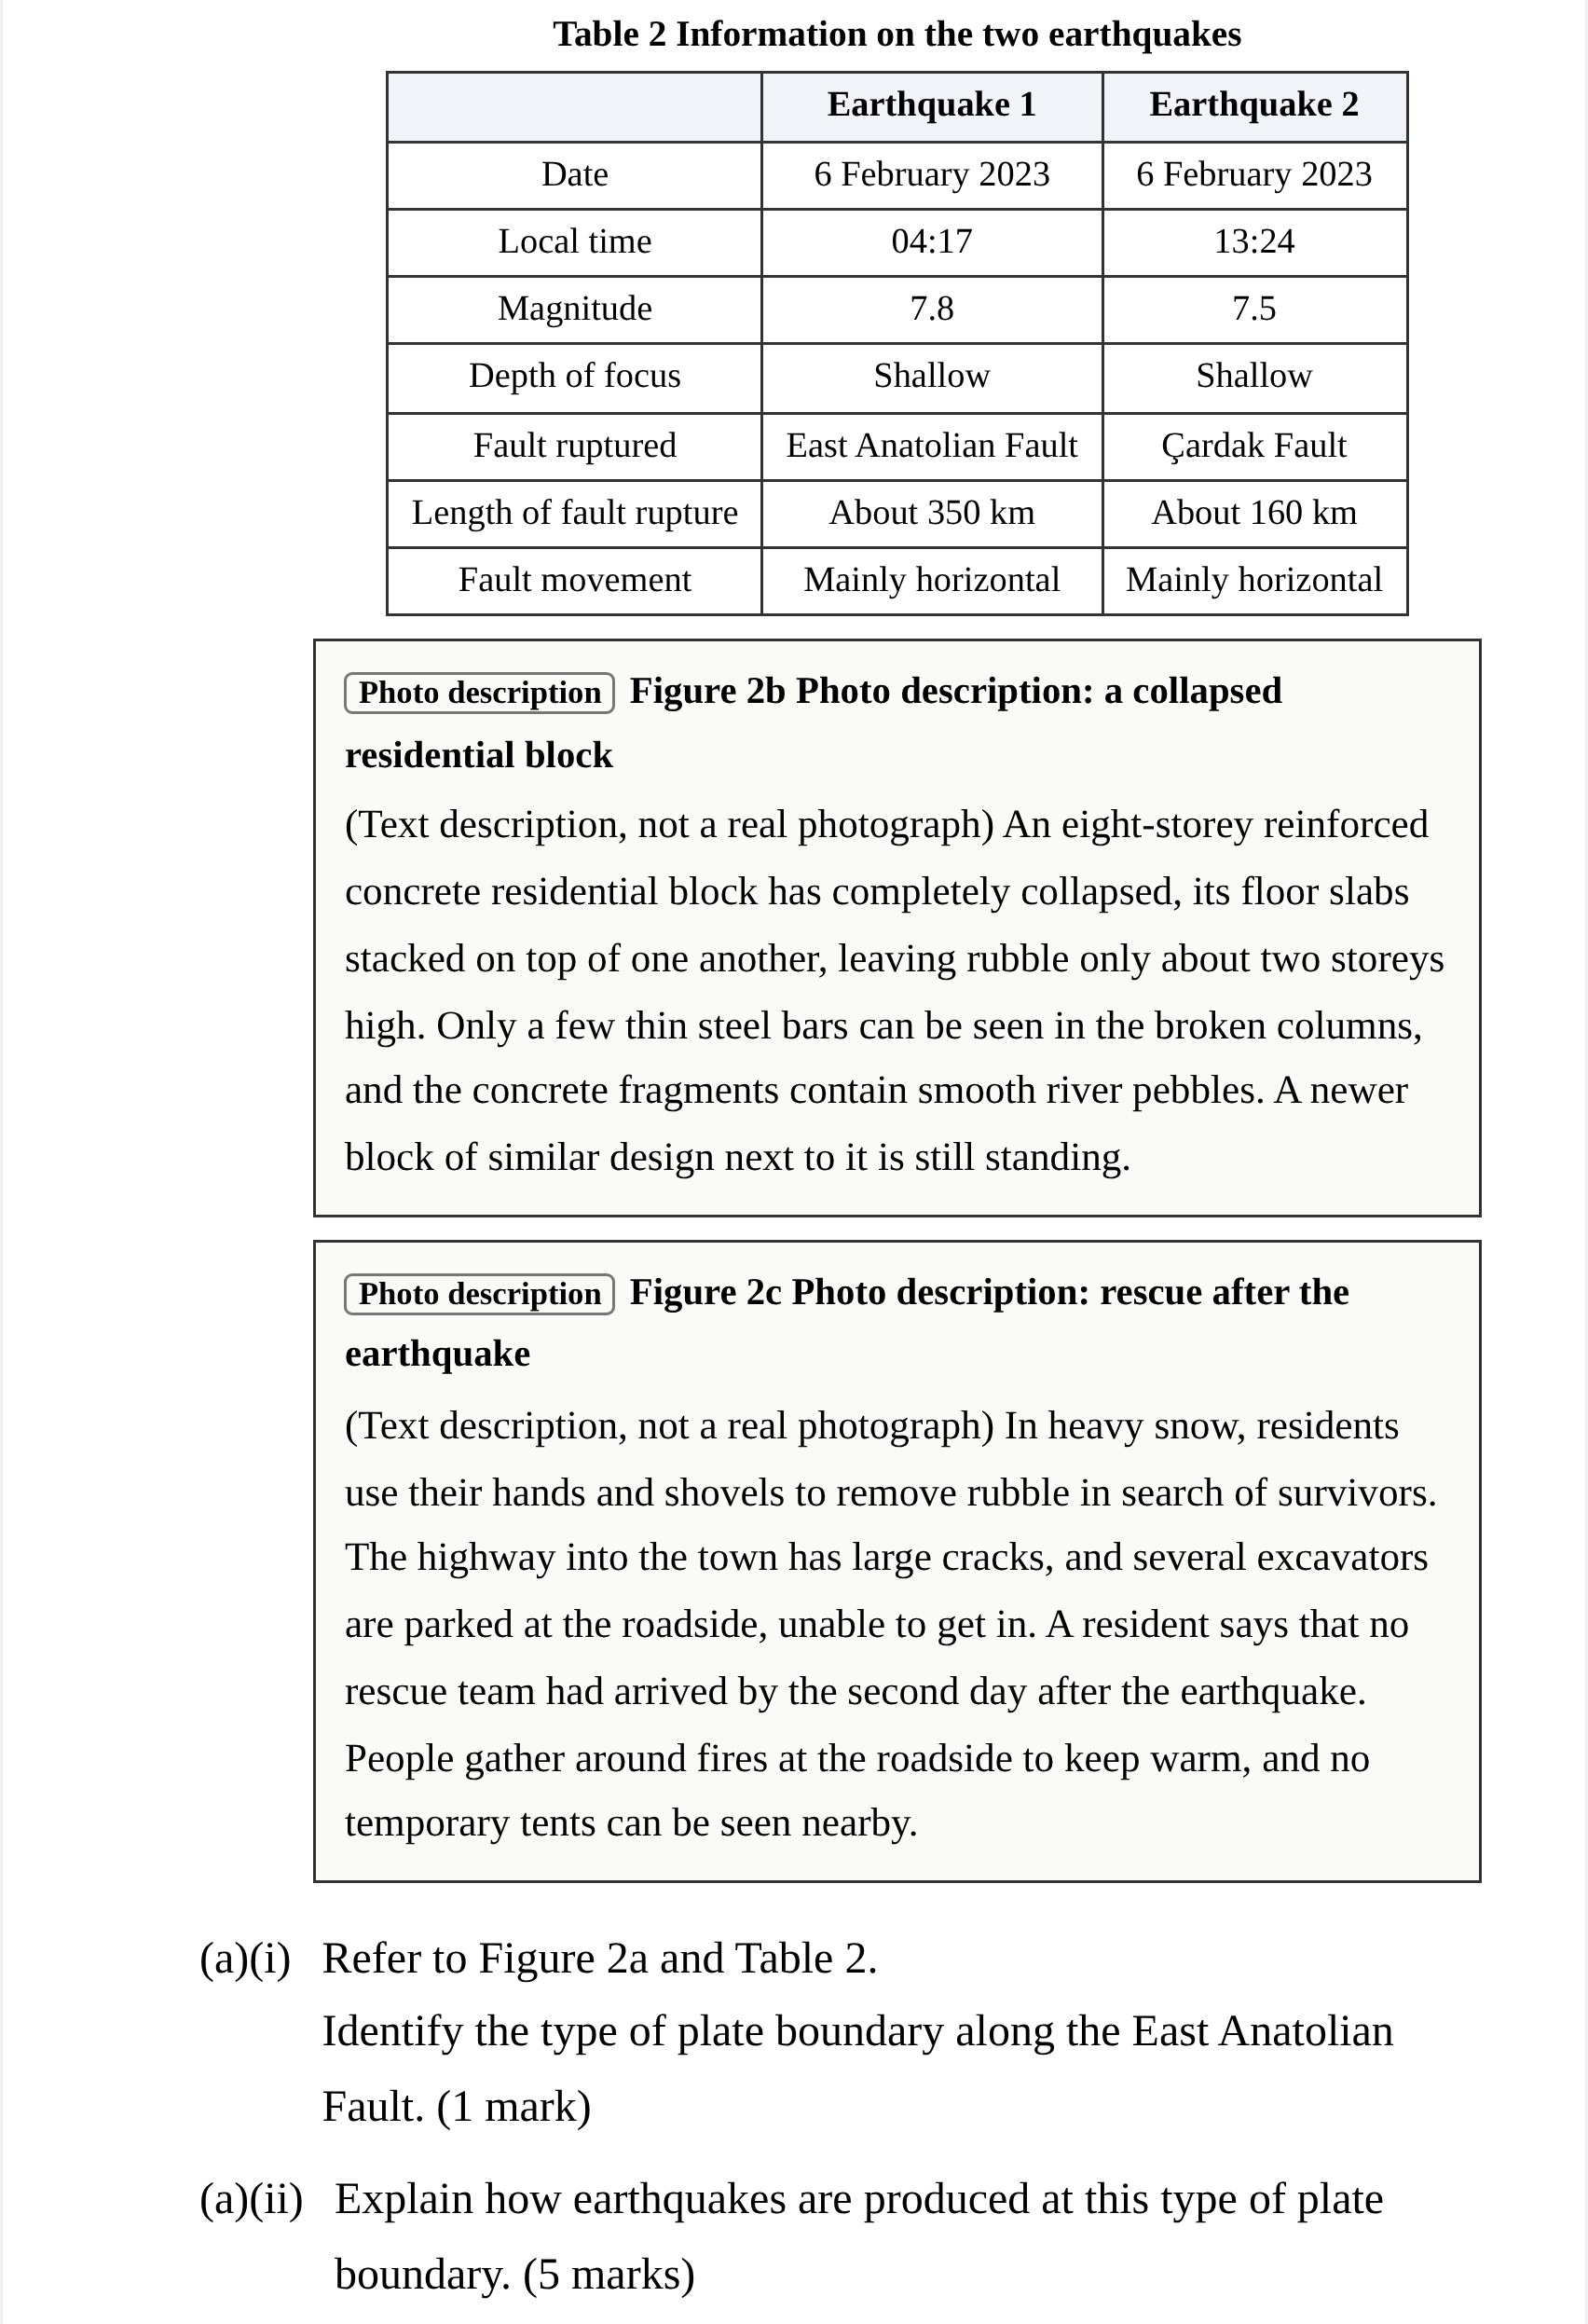 Table 2 Information on the two earthquakes
Earthquake 1 Earthquake 2
Date 6 February 2023 6 February 2023
Local time 04:17 13:24
Magnitude 7.8 7.5
Depth of focus Shallow Shallow
Fault ruptured East Anatolian Fault Çardak Fault
Length of fault rupture About 350 km About 160 km
Fault movement Mainly horizontal Mainly horizontal
Photo description Figure 2b Photo description: a collapsed
residential block
(Text description, not a real photograph) An eight-storey reinforced
concrete residential block has completely collapsed, its floor slabs
stacked on top of one another, leaving rubble only about two storeys
high. Only a few thin steel bars can be seen in the broken columns,
and the concrete fragments contain smooth river pebbles. A newer
block of similar design next to it is still standing.
Photo description Figure 2c Photo description: rescue after the
earthquake
(Text description, not a real photograph) In heavy snow, residents
use their hands and shovels to remove rubble in search of survivors.
The highway into the town has large cracks, and several excavators
are parked at the roadside, unable to get in. A resident says that no
rescue team had arrived by the second day after the earthquake.
People gather around fires at the roadside to keep warm, and no
temporary tents can be seen nearby.
(a)(i) Refer to Figure 2a and Table 2.
Identify the type of plate boundary along the East Anatolian
Fault. (1 mark)
(a)(ii) Explain how earthquakes are produced at this type of plate
boundary. (5 marks)